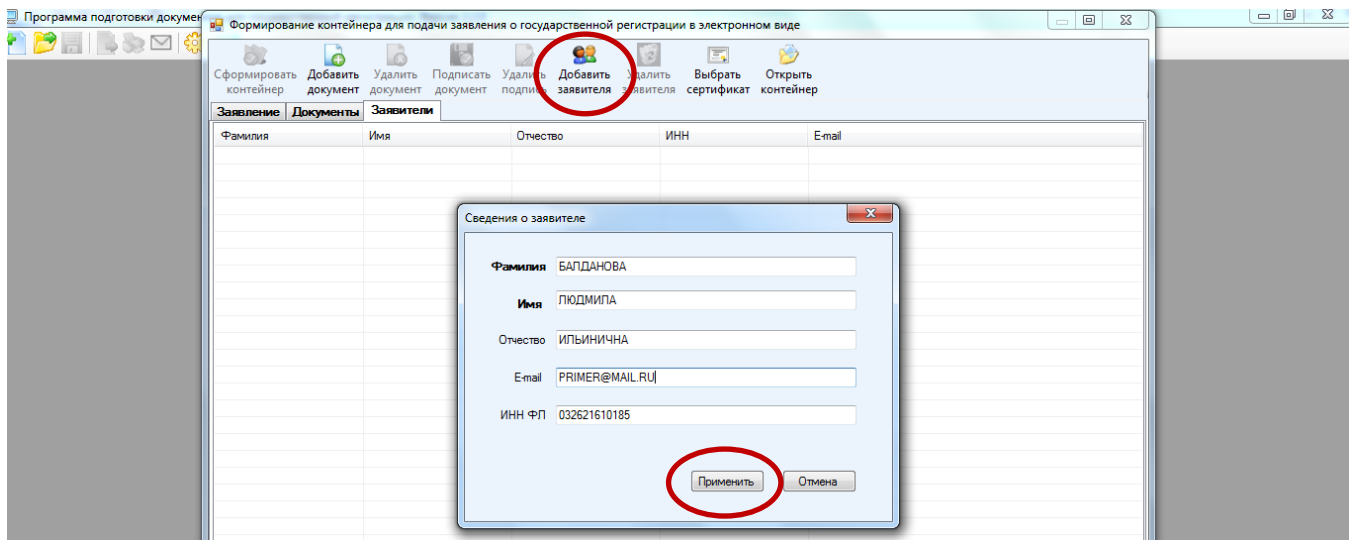 Программа подготовки
Формирование контейнера для подачи заявления о государственной регистрации в электронном виде
Сформировать контейнер
Добавить документ
Удалить документ
Подписать документ
Удалить подпись
Добавить заявителя
Удалить заявителя
Выбрать сертификат
Открыть контейнер
Заявление Документы Заявители
Фамилия Имя Отчество ИНН E-mail
Сведения о заявителе
Фамилия БАЛДАНОВА
Имя ЛЮДМИЛА
Отчество ИЛЬИНИЧНА
E-mail PRIMER@MAIL.RU
ИНН ФЛ 032621610185
Применить Отмена